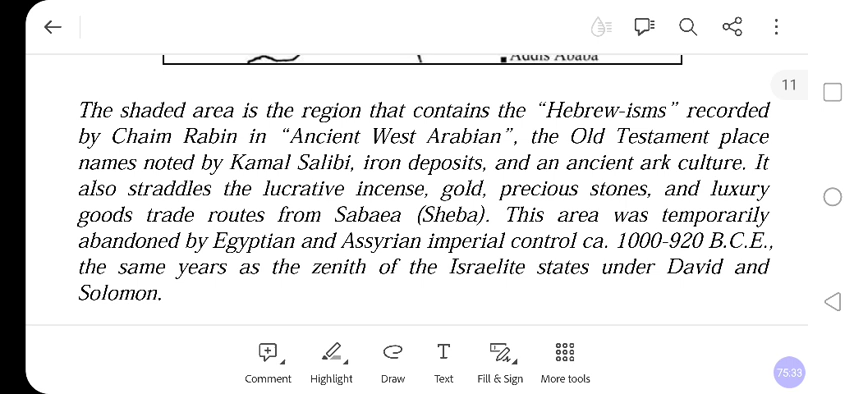 Addis Ababa
11
The shaded area is the region that contains the “Hebrew-isms” recorded
by Chaim Rabin in “Ancient West Arabian”, the Old Testament place
names noted by Kamal Salibi, iron deposits, and an ancient ark culture. It
also straddles the lucrative incense, gold, precious stones, and luxury
goods trade routes from Sabaea (Sheba). This area was temporarily
abandoned by Egyptian and Assyrian imperial control ca. 1000-920 B.C.E.,
the same years as the zenith of the Israelite states under David and
Solomon.
Comment Highlight Draw Text Fill & Sign More tools
75:33